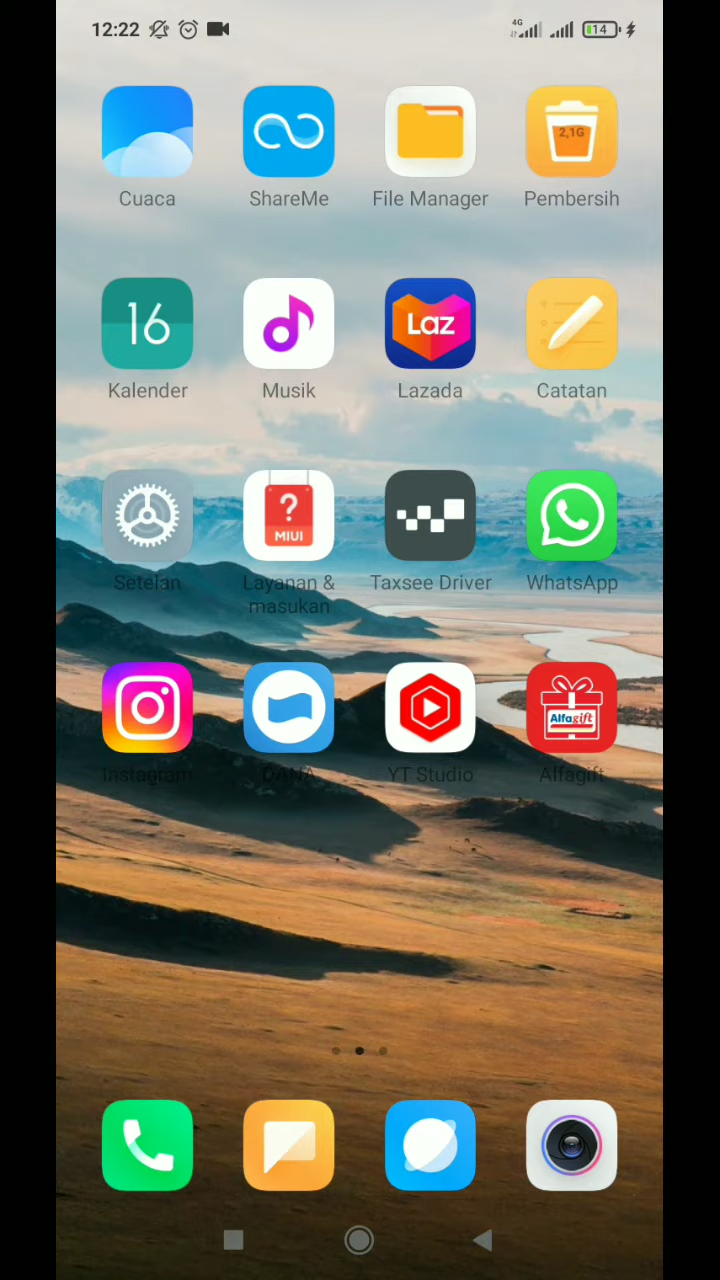 12:22
4G
14
2,1G
Cuaca
ShareMe
File Manager
Pembersih
16
Laz
Kalender
Musik
Lazada
Catatan
?
MIUI
Setelan
Layanan &
masukan
Taxsee Driver
WhatsApp
Alfagift
Instagram
DANA
YT Studio
Alfagift